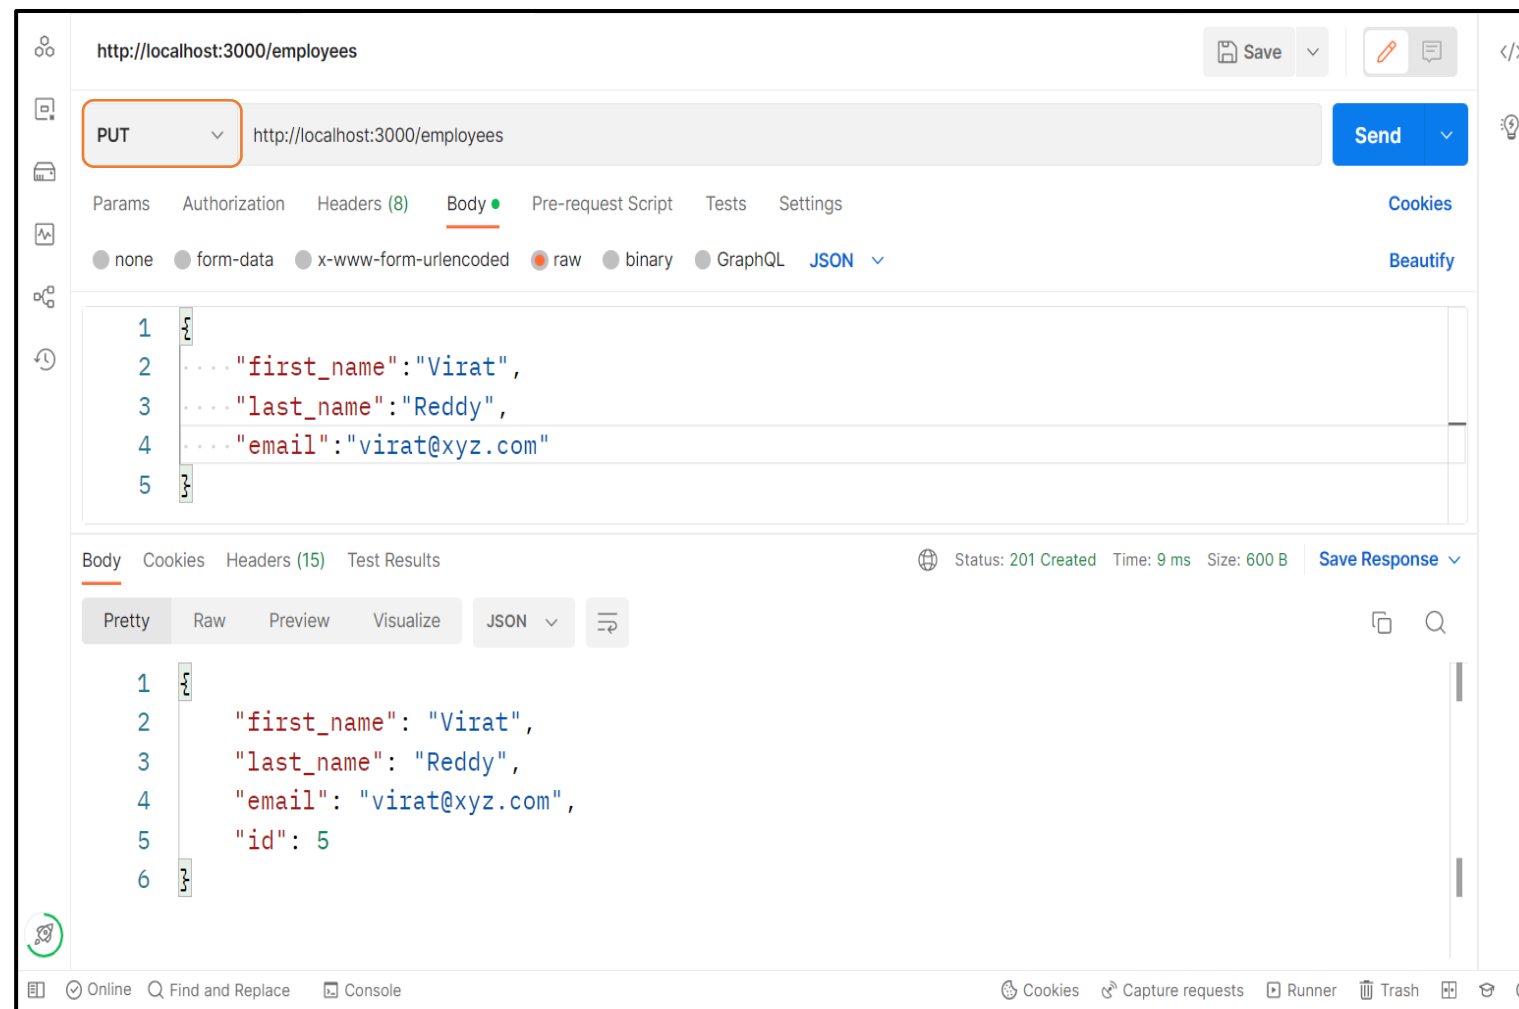 http://localhost:3000/employees Save
PUT http://localhost:3000/employees Send
Params Authorization Headers (8) Body Pre-request Script Tests Settings Cookies
none form-data x-www-form-urlencoded raw binary GraphQL JSON Beautify
1 {
2 "first_name":"Virat",
3 "last_name":"Reddy",
4 "email":"virat@xyz.com"
5 }
Body Cookies Headers (15) Test Results Status: 201 Created Time: 9 ms Size: 600 B Save Response
Pretty Raw Preview Visualize JSON
1 {
2 "first_name": "Virat",
3 "last_name": "Reddy",
4 "email": "virat@xyz.com",
5 "id": 5
6 }
Online Find and Replace Console Cookies Capture requests Runner Trash